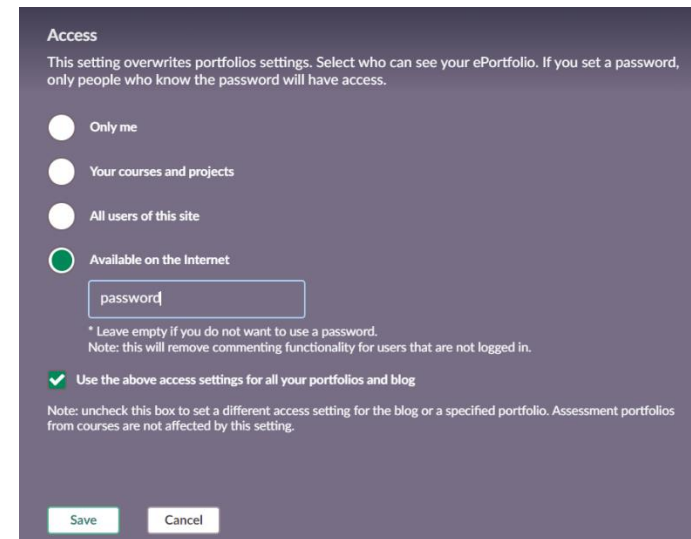 Access
This setting overwrites portfolios settings. Select who can see your ePortfolio. If you set a password,
only people who know the password will have access.
Only me
Your courses and projects
All users of this site
Available on the Internet
password
* Leave empty if you do not want to use a password.
Note: this will remove commenting functionality for users that are not logged in.
Use the above access settings for all your portfolios and blog
Note: uncheck this box to set a different access setting for the blog or a specified portfolio. Assessment portfolios
from courses are not affected by this setting.
Save Cancel